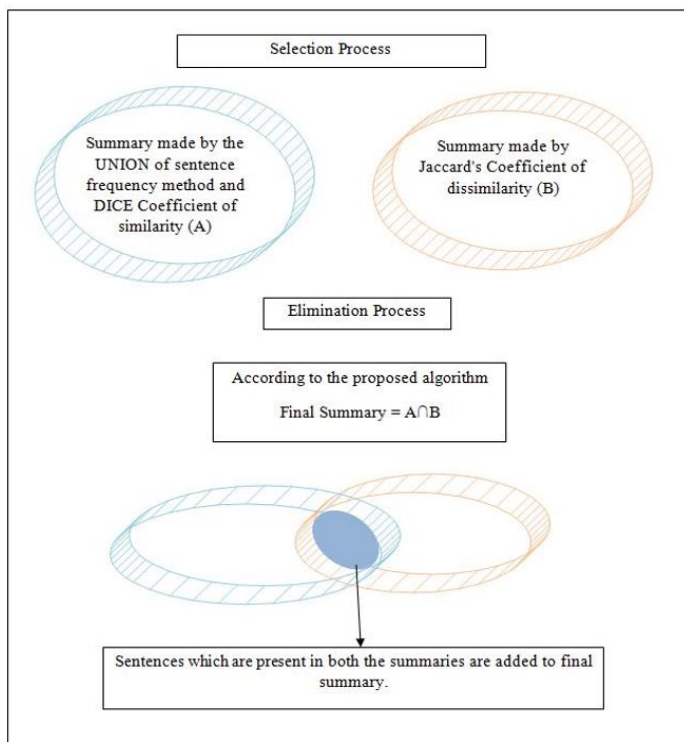 Selection Process
Summary made by the
UNION of sentence
frequency method and
DICE Coefficient of
similarity (A)
Summary made by
Jaccard's Coefficient of
dissimilarity (B)
Elimination Process
According to the proposed algorithm
Final Summary = A∩B
Sentences which are present in both the summaries are added to final
summary.